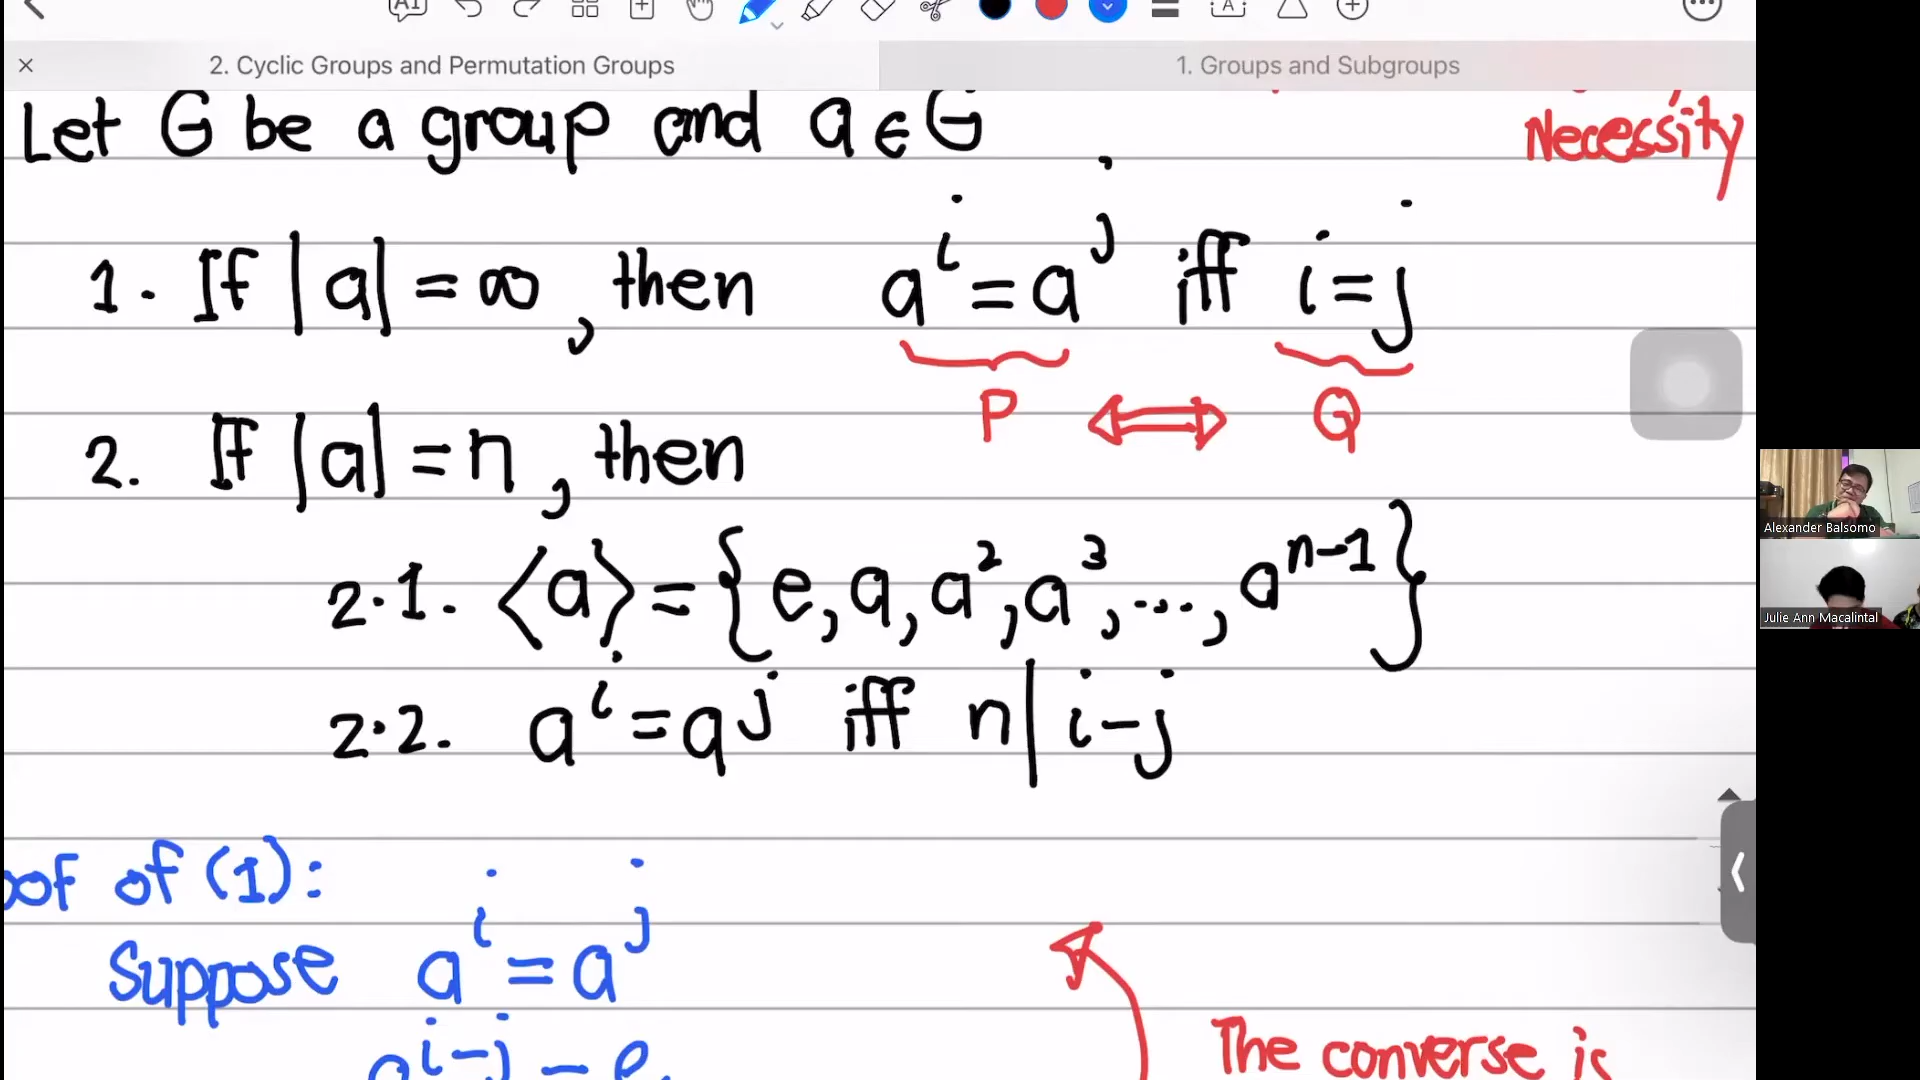 2. Cyclic Groups and Permutation Groups
1. Groups and Subgroups
Let G be a group and a ∈ G
Necessity
1. If |a| = ∞, then a^i = a^j iff i = j
P ⟺ Q
2. If |a| = n, then
2.1. ⟨a⟩ = {e, a, a^2, a^3, ..., a^{n-1}}
2.2. a^i = a^j iff n | i-j
oof of (1):
Suppose a^i = a^j
a^{i-j} = e
The converse is
Alexander Balsomo
Julie Ann Macalintal